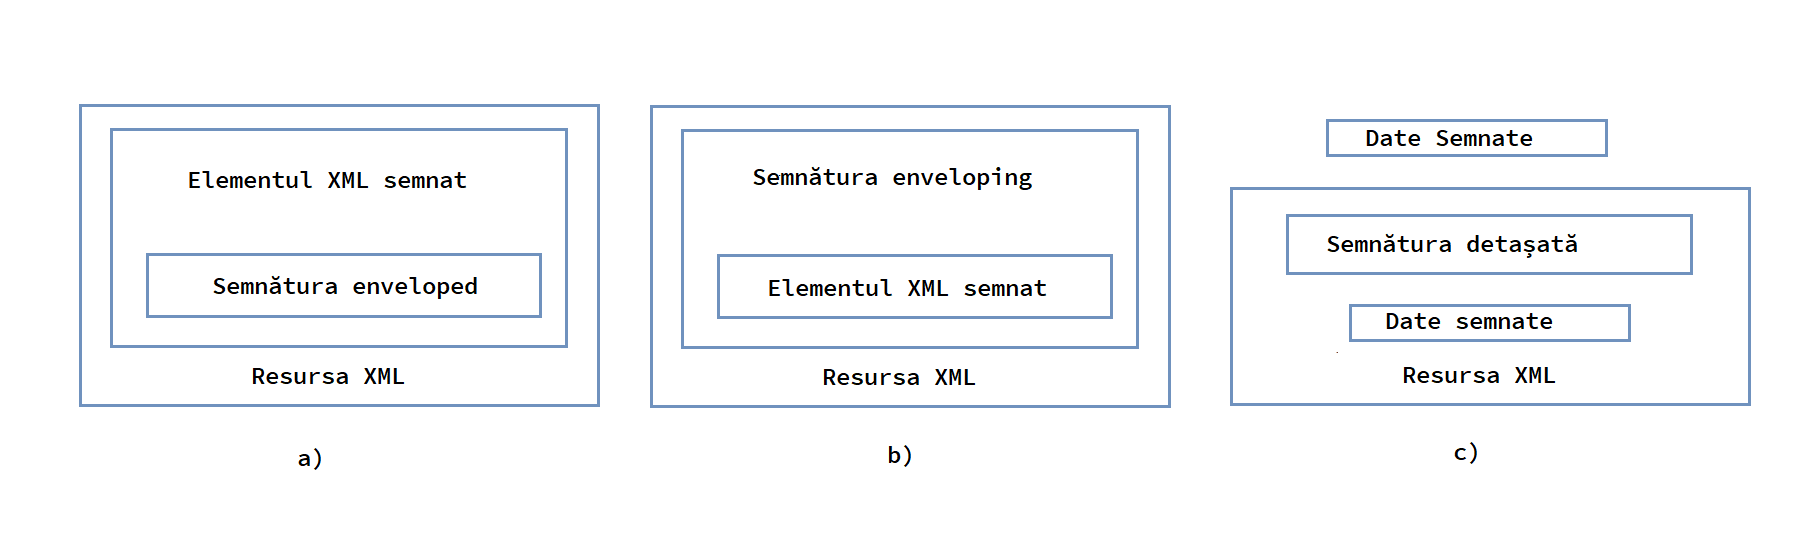 Elementul XML semnat
Semnătura enveloped
Resursa XML
a)
Semnătura enveloping
Elementul XML semnat
Resursa XML
b)
Date Semnate
Semnătura detașată
Date semnate
Resursa XML
c)